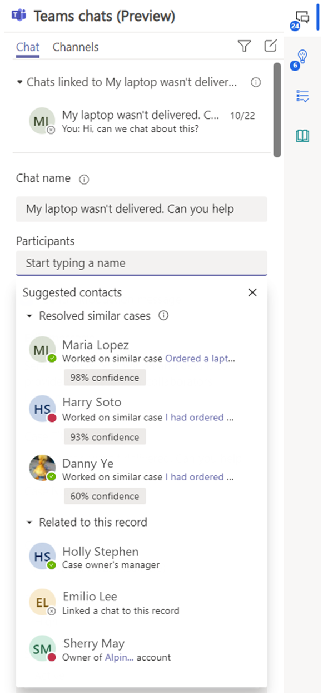 Teams chats (Preview)
24
Chat
Channels
6
Chats linked to My laptop wasn't deliver...
MI
My laptop wasn't delivered. C...
10/22
You: Hi, can we chat about this?
Chat name
My laptop wasn't delivered. Can you help
Participants
Start typing a name
Suggested contacts
Resolved similar cases
MI
Maria Lopez
Worked on similar case Ordered a lapt...
98% confidence
HS
Harry Soto
Worked on similar case I had ordered ...
93% confidence
Danny Ye
Worked on similar case I had ordered ...
60% confidence
Related to this record
HS
Holly Stephen
Case owner's manager
EL
Emilio Lee
Linked a chat to this record
SM
Sherry May
Owner of Alpin... account